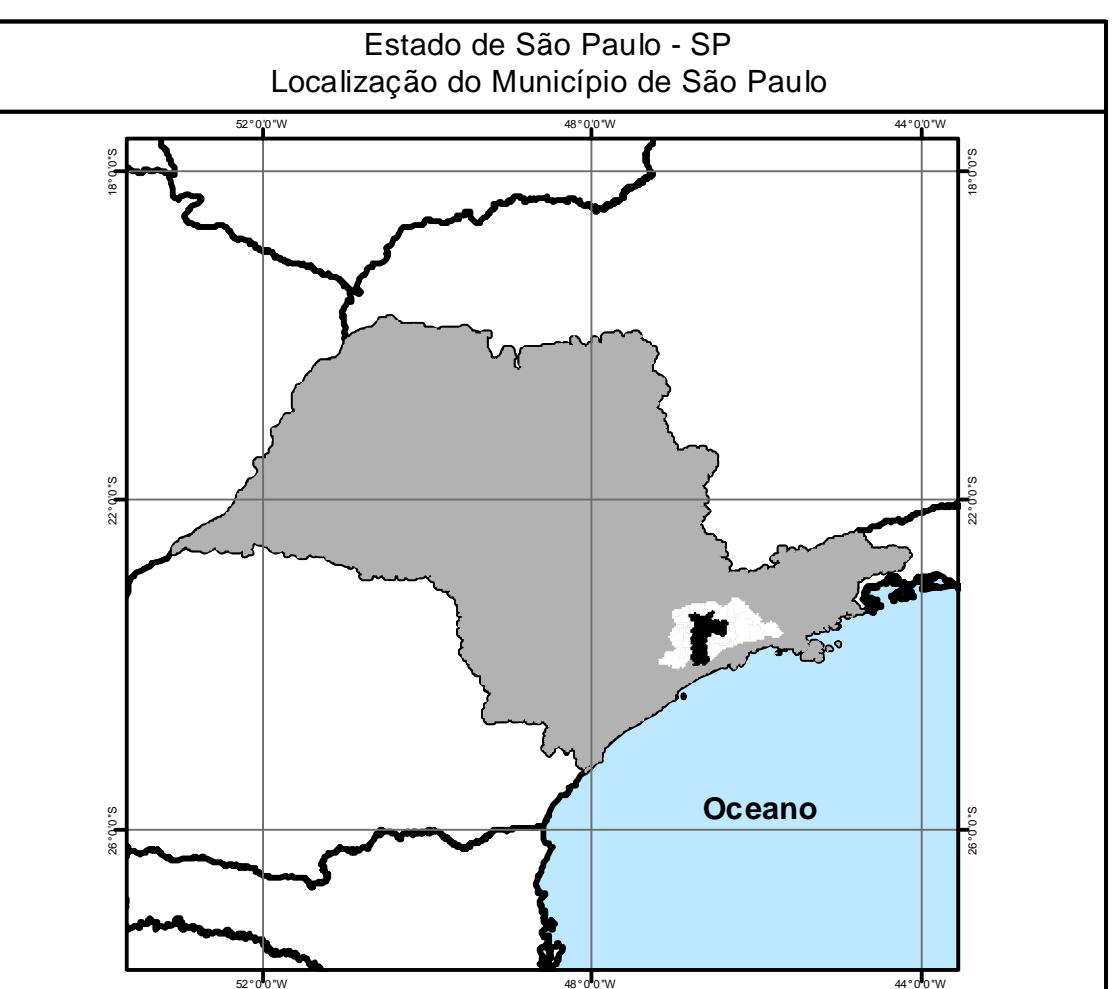 Estado de São Paulo - SP
Localização do Município de São Paulo
52°0'0"W 48°0'0"W 44°0'0"W
18°0'0"S 18°0'0"S
22°0'0"S 22°0'0"S
Oceano
26°0'0"S 26°0'0"S
52°0'0"W 48°0'0"W 44°0'0"W